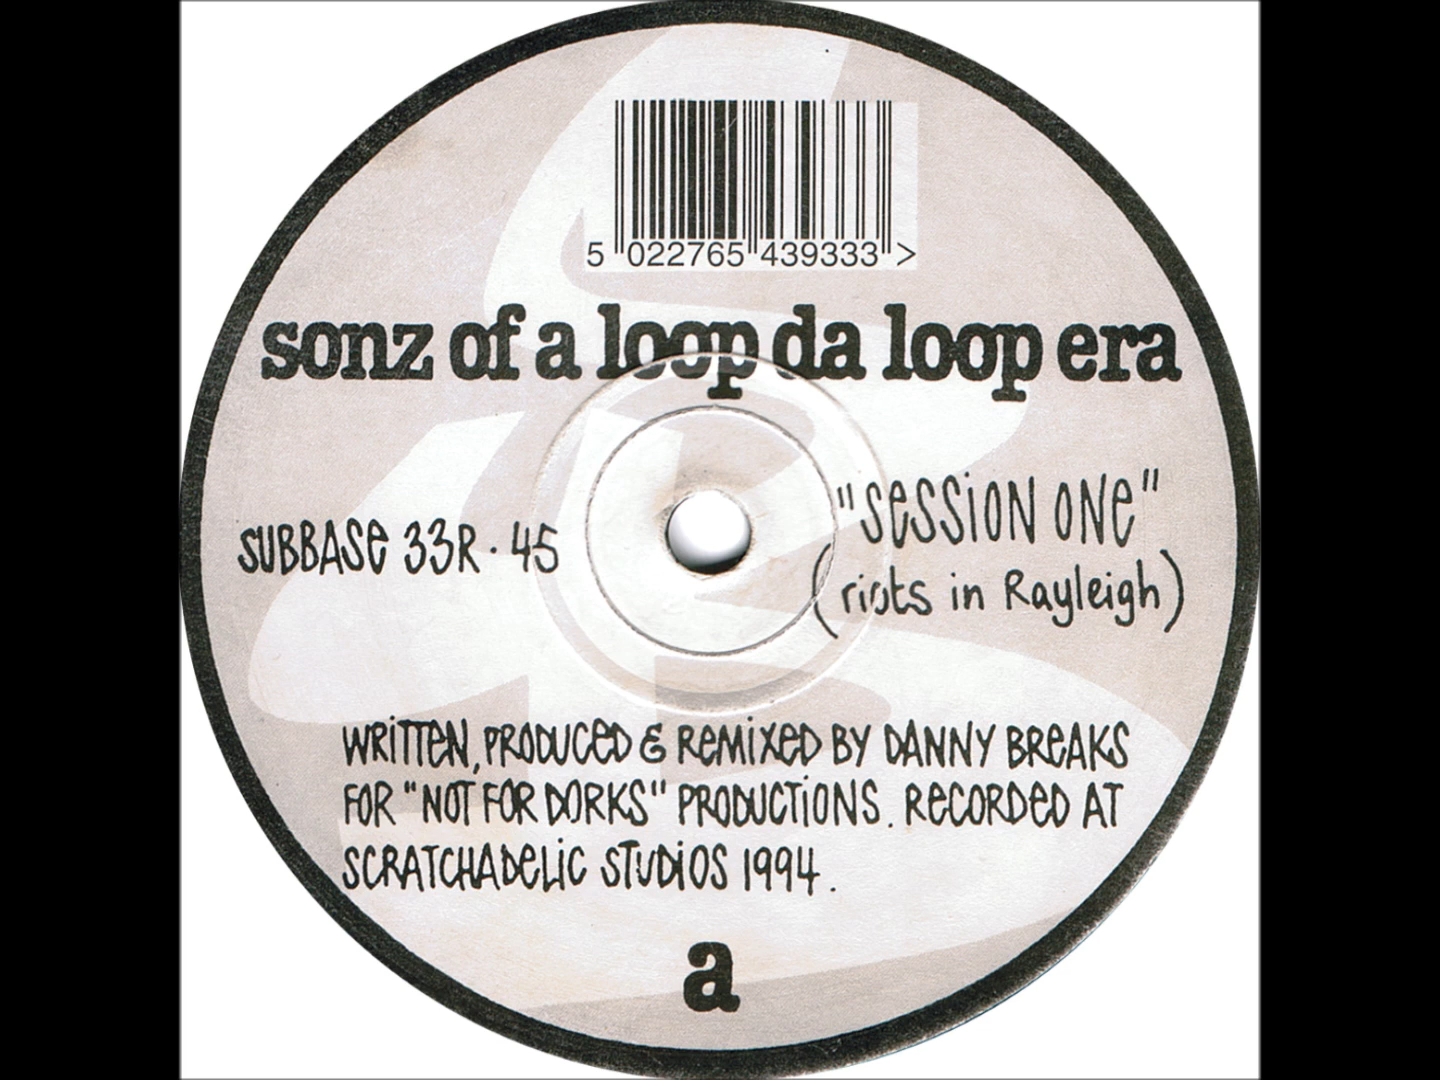 5 022765 439333 >
sonz of a loop da loop era
SUBBASE 33R · 45
"SESSION ONE"
(riots in Rayleigh)
WRITTEN, PRODUCED & REMIXED BY DANNY BREAKS
FOR "NOT FOR DORKS" PRODUCTIONS. RECORDED AT
SCRATCHADELIC STUDIOS 1994.
a